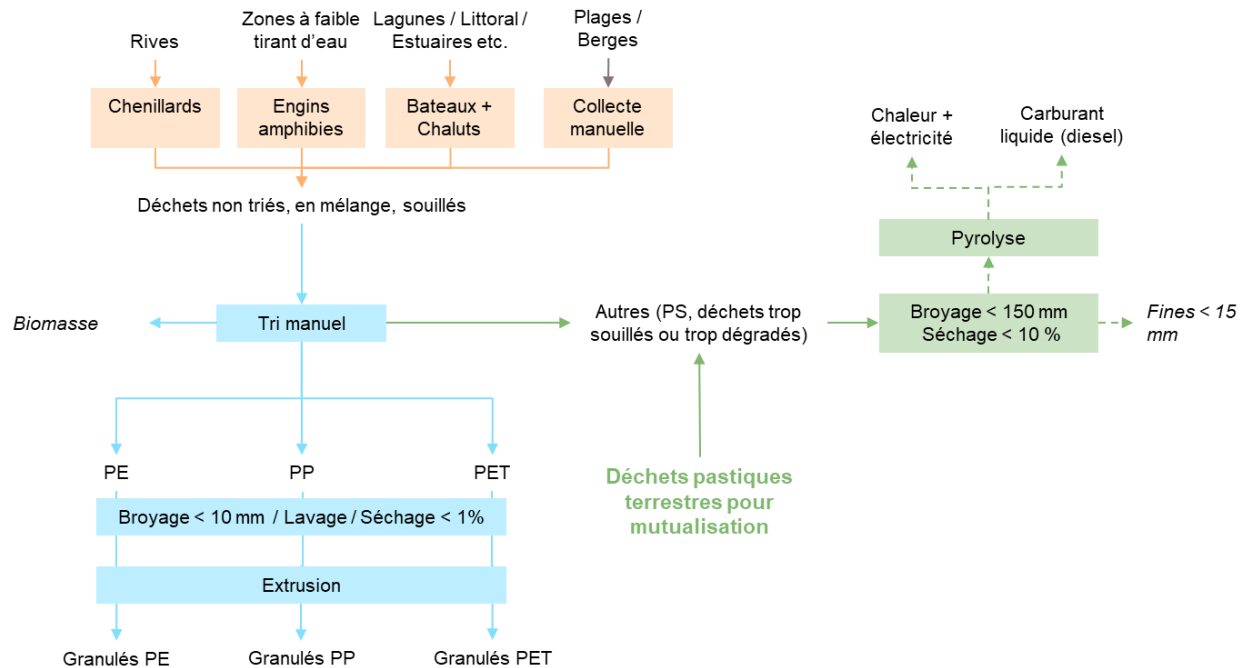 Rives
Zones à faible
tirant d'eau
Lagunes / Littoral /
Estuaires etc.
Plages /
Berges
Chenillards
Engins
amphibies
Bateaux +
Chaluts
Collecte
manuelle
Déchets non triés, en mélange, souillés
Chaleur +
électricité
Carburant
liquide (diesel)
Pyrolyse
Biomasse
Tri manuel
Autres (PS, déchets trop
souillés ou trop dégradés)
Broyage < 150 mm
Séchage < 10 %
Fines < 15
mm
Déchets pastiques
terrestres pour
mutualisation
PE
PP
PET
Broyage < 10 mm / Lavage / Séchage < 1%
Extrusion
Granulés PE
Granulés PP
Granulés PET